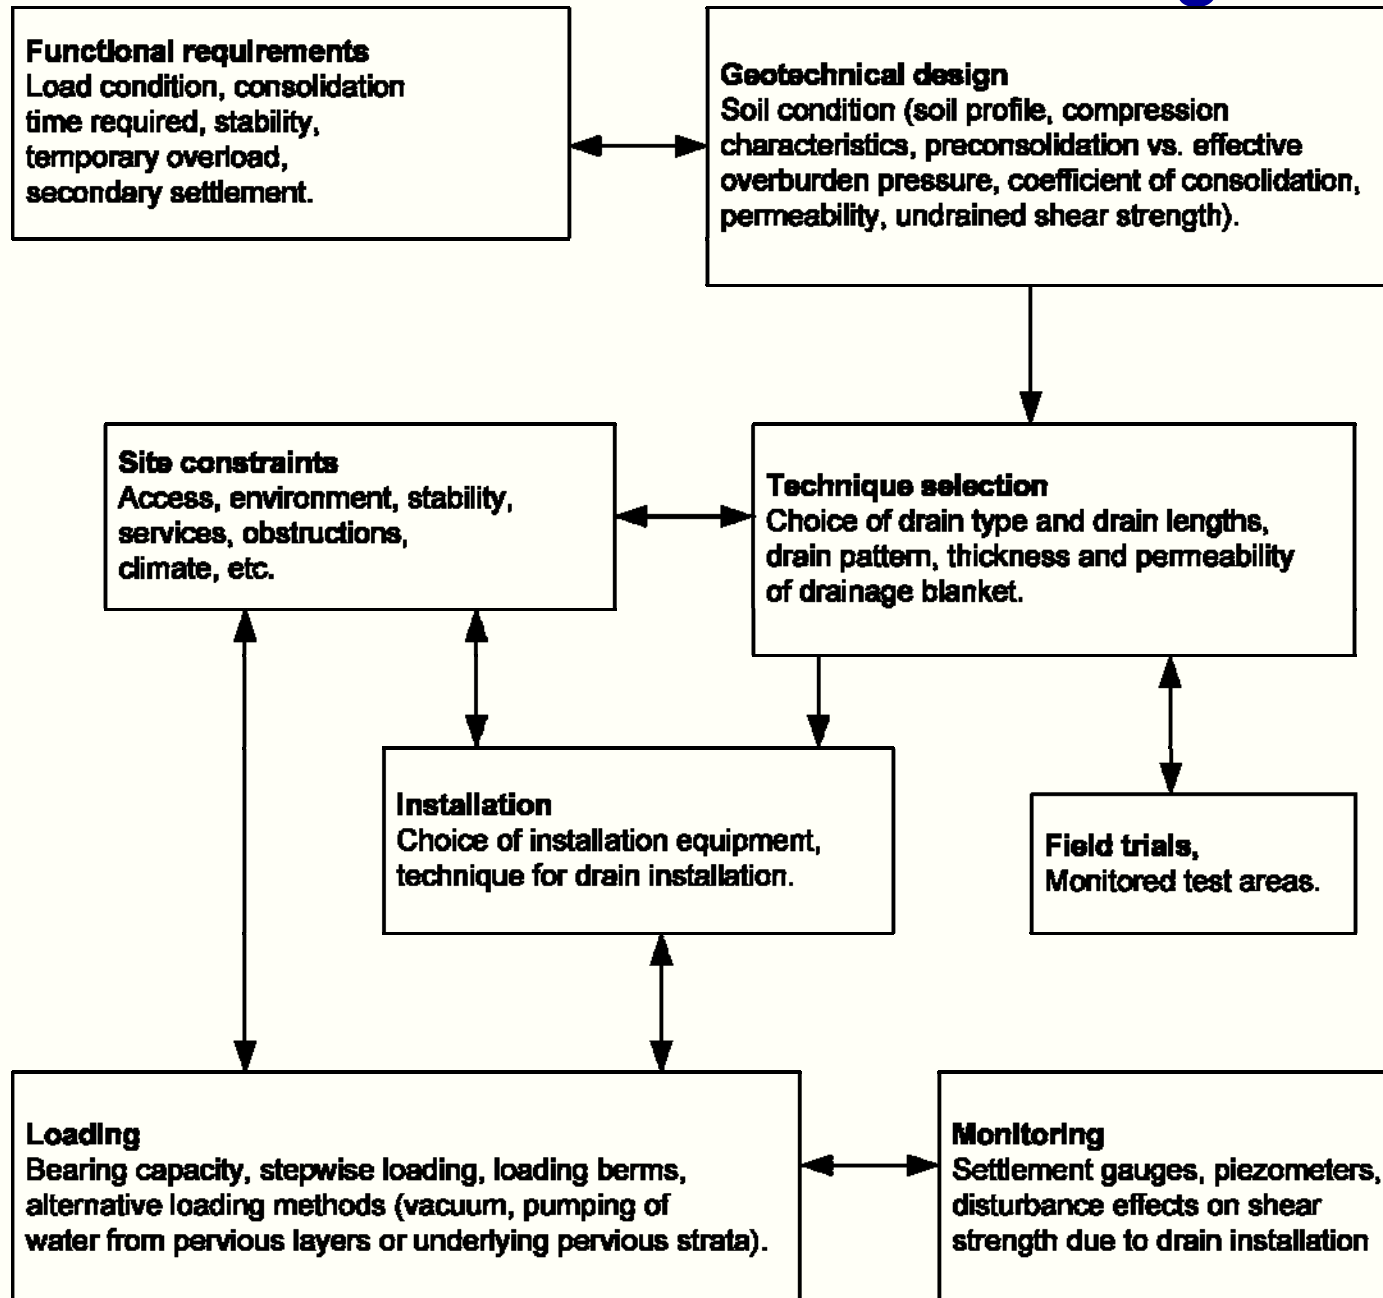 Functional requirements
Load condition, consolidation
time required, stability,
temporary overload,
secondary settlement.
Geotechnical design
Soil condition (soil profile, compression
characteristics, preconsolidation vs. effective
overburden pressure, coefficient of consolidation,
permeability, undrained shear strength).
Site constraints
Access, environment, stability,
services, obstructions,
climate, etc.
Technique selection
Choice of drain type and drain lengths,
drain pattern, thickness and permeability
of drainage blanket.
Installation
Choice of installation equipment,
technique for drain installation.
Field trials,
Monitored test areas.
Loading
Bearing capacity, stepwise loading, loading berms,
alternative loading methods (vacuum, pumping of
water from pervious layers or underlying pervious strata).
Monitoring
Settlement gauges, piezometers,
disturbance effects on shear
strength due to drain installation